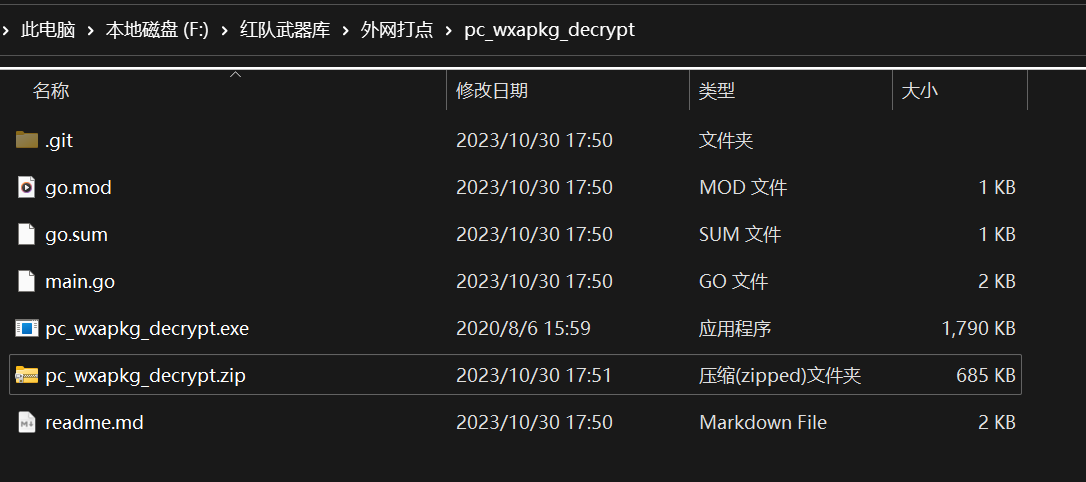 此电脑 › 本地磁盘 (F:) › 红队武器库 › 外网打点 › pc_wxapkg_decrypt
名称 修改日期 类型 大小
.git 2023/10/30 17:50 文件夹
go.mod 2023/10/30 17:50 MOD 文件 1 KB
go.sum 2023/10/30 17:50 SUM 文件 1 KB
main.go 2023/10/30 17:50 GO 文件 2 KB
pc_wxapkg_decrypt.exe 2020/8/6 15:59 应用程序 1,790 KB
pc_wxapkg_decrypt.zip 2023/10/30 17:51 压缩(zipped)文件夹 685 KB
readme.md 2023/10/30 17:50 Markdown File 2 KB